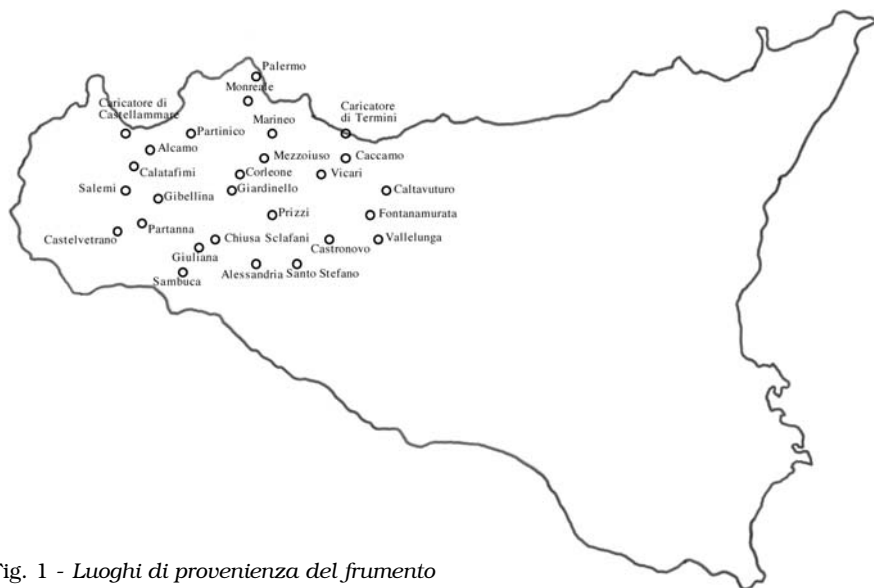 Palermo
Monreale
Caricatore di
Castellammare
Partinico
Marineo
Caricatore
di Termini
Alcamo
Mezzoiuso
Caccamo
Calatafimi
Corleone
Vicari
Salemi
Gibellina
Giardinello
Caltavuturo
Prizzi
Fontanamurata
Partanna
Castelvetrano
Chiusa Sclafani
Castronovo
Vallelunga
Giuliana
Sambuca
Alessandria
Santo Stefano
ig. 1 - Luoghi di provenienza del frumento